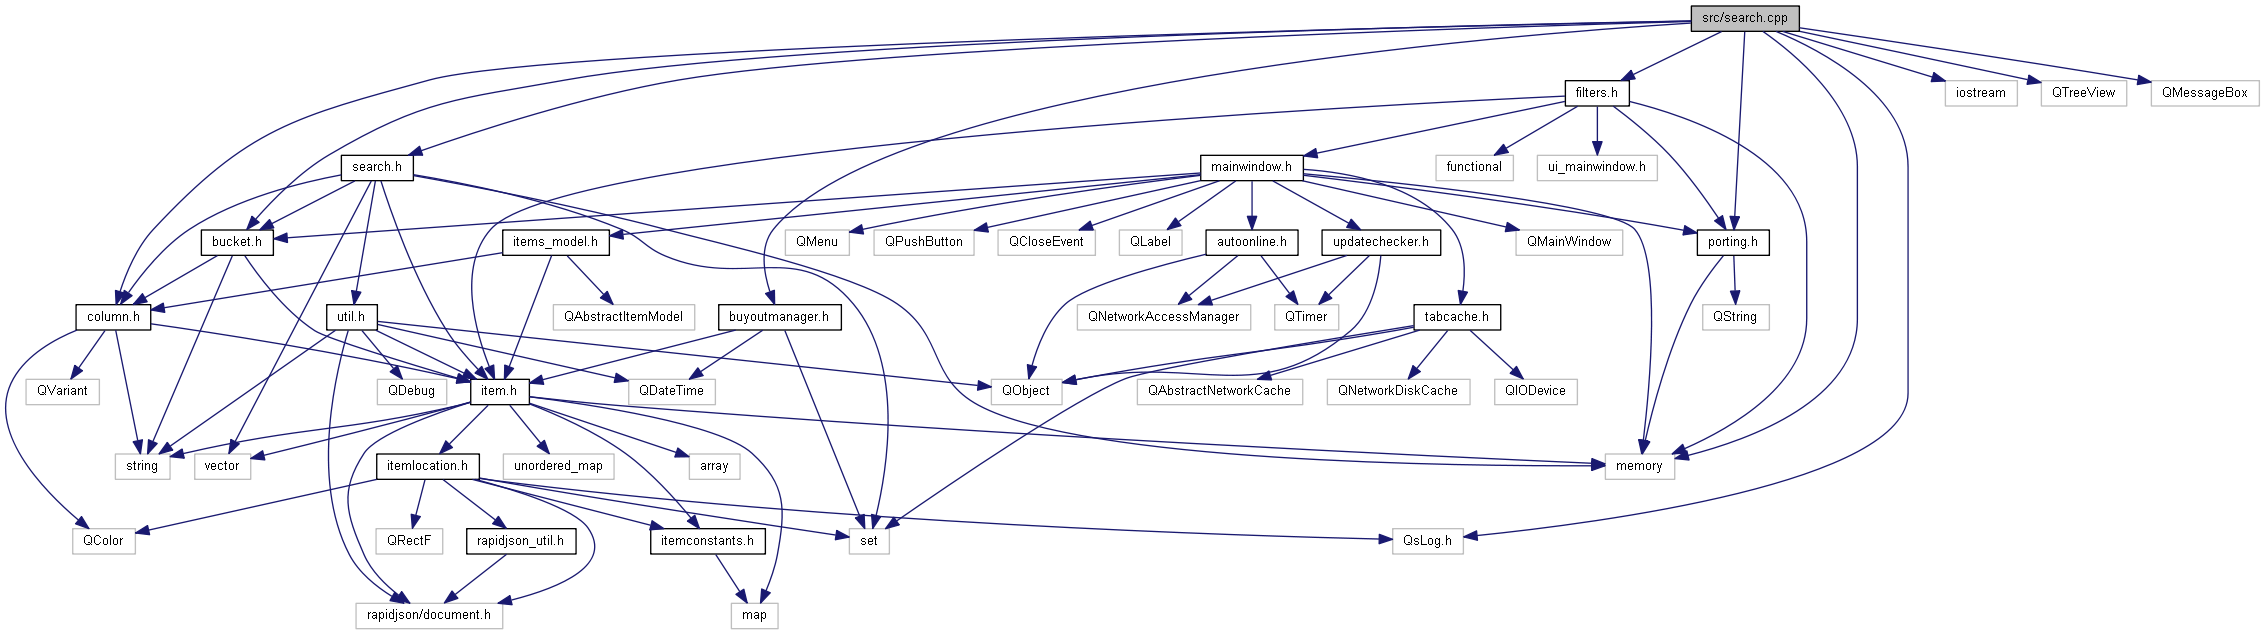 src/search.cpp
filters.h
iostream
QTreeView
QMessageBox
search.h
mainwindow.h
functional
ui_mainwindow.h
bucket.h
items_model.h
QMenu
QPushButton
QCloseEvent
QLabel
autoonline.h
updatechecker.h
QMainWindow
porting.h
column.h
util.h
QAbstractItemModel
buyoutmanager.h
QNetworkAccessManager
QTimer
tabcache.h
QString
QVariant
QDebug
item.h
QDateTime
QObject
QAbstractNetworkCache
QNetworkDiskCache
QIODevice
string
vector
itemlocation.h
unordered_map
array
memory
QColor
QRectF
rapidjson_util.h
itemconstants.h
set
QsLog.h
rapidjson/document.h
map